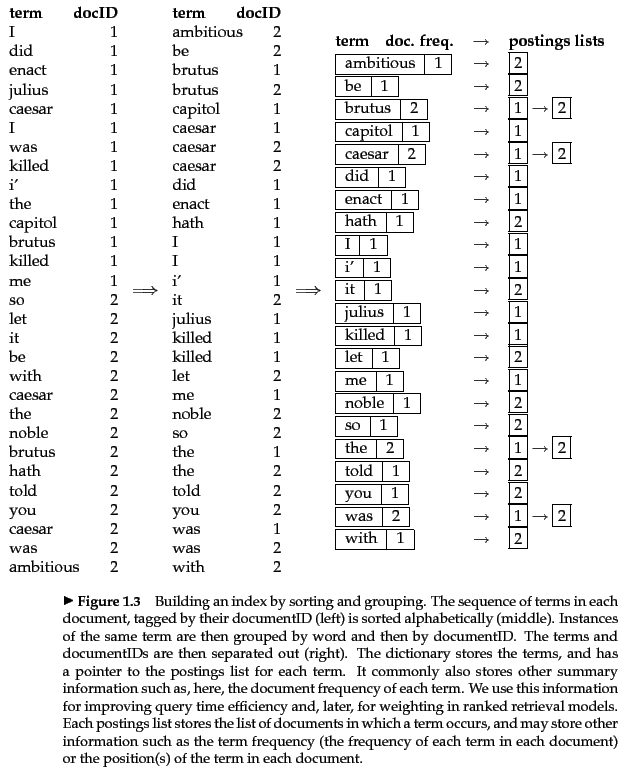 term docID
I 1
did 1
enact 1
julius 1
caesar 1
I 1
was 1
killed 1
i′ 1
the 1
capitol 1
brutus 1
killed 1
me 1
so 2
let 2
it 2
be 2
with 2
caesar 2
the 2
noble 2
brutus 2
hath 2
told 2
you 2
caesar 2
was 2
ambitious 2
⟹
term docID
ambitious 2
be 2
brutus 1
brutus 2
capitol 1
caesar 1
caesar 2
caesar 2
did 1
enact 1
hath 1
I 1
I 1
i′ 1
it 2
julius 1
killed 1
killed 1
let 2
me 1
noble 2
so 2
the 1
the 2
told 2
you 2
was 1
was 2
with 2
⟹
term doc. freq. → postings lists
ambitious 1 → 2
be 1 → 2
brutus 2 → 1 → 2
capitol 1 → 1
caesar 2 → 1 → 2
did 1 → 1
enact 1 → 1
hath 1 → 2
I 1 → 1
i′ 1 → 1
it 1 → 2
julius 1 → 1
killed 1 → 1
let 1 → 2
me 1 → 1
noble 1 → 2
so 1 → 2
the 2 → 1 → 2
told 1 → 2
you 1 → 2
was 2 → 1 → 2
with 1 → 2
► Figure 1.3 Building an index by sorting and grouping. The sequence of terms in each
document, tagged by their documentID (left) is sorted alphabetically (middle). Instances
of the same term are then grouped by word and then by documentID. The terms and
documentIDs are then separated out (right). The dictionary stores the terms, and has
a pointer to the postings list for each term. It commonly also stores other summary
information such as, here, the document frequency of each term. We use this information
for improving query time efficiency and, later, for weighting in ranked retrieval models.
Each postings list stores the list of documents in which a term occurs, and may store other
information such as the term frequency (the frequency of each term in each document)
or the position(s) of the term in each document.